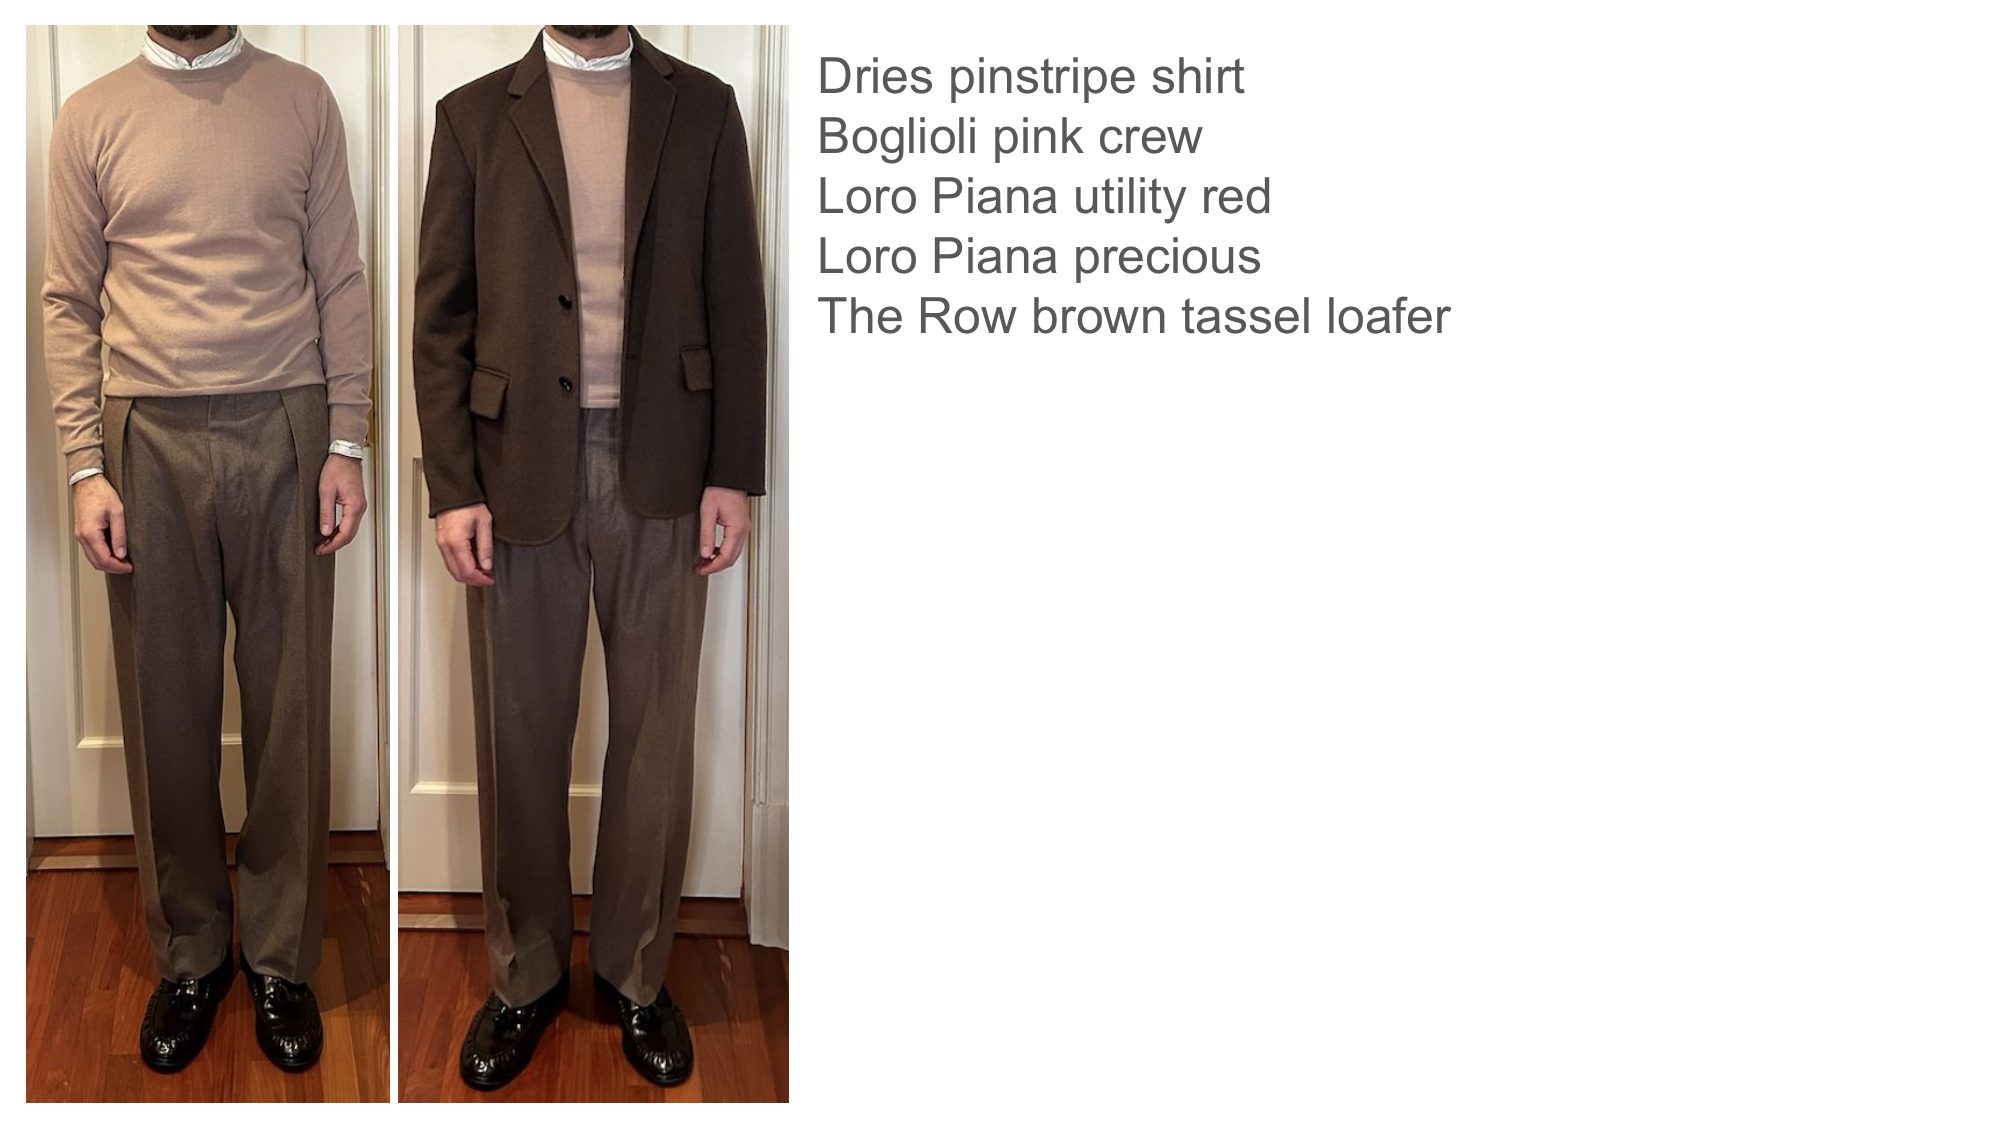 Dries pinstripe shirt
Boglioli pink crew
Loro Piana utility red
Loro Piana precious
The Row brown tassel loafer